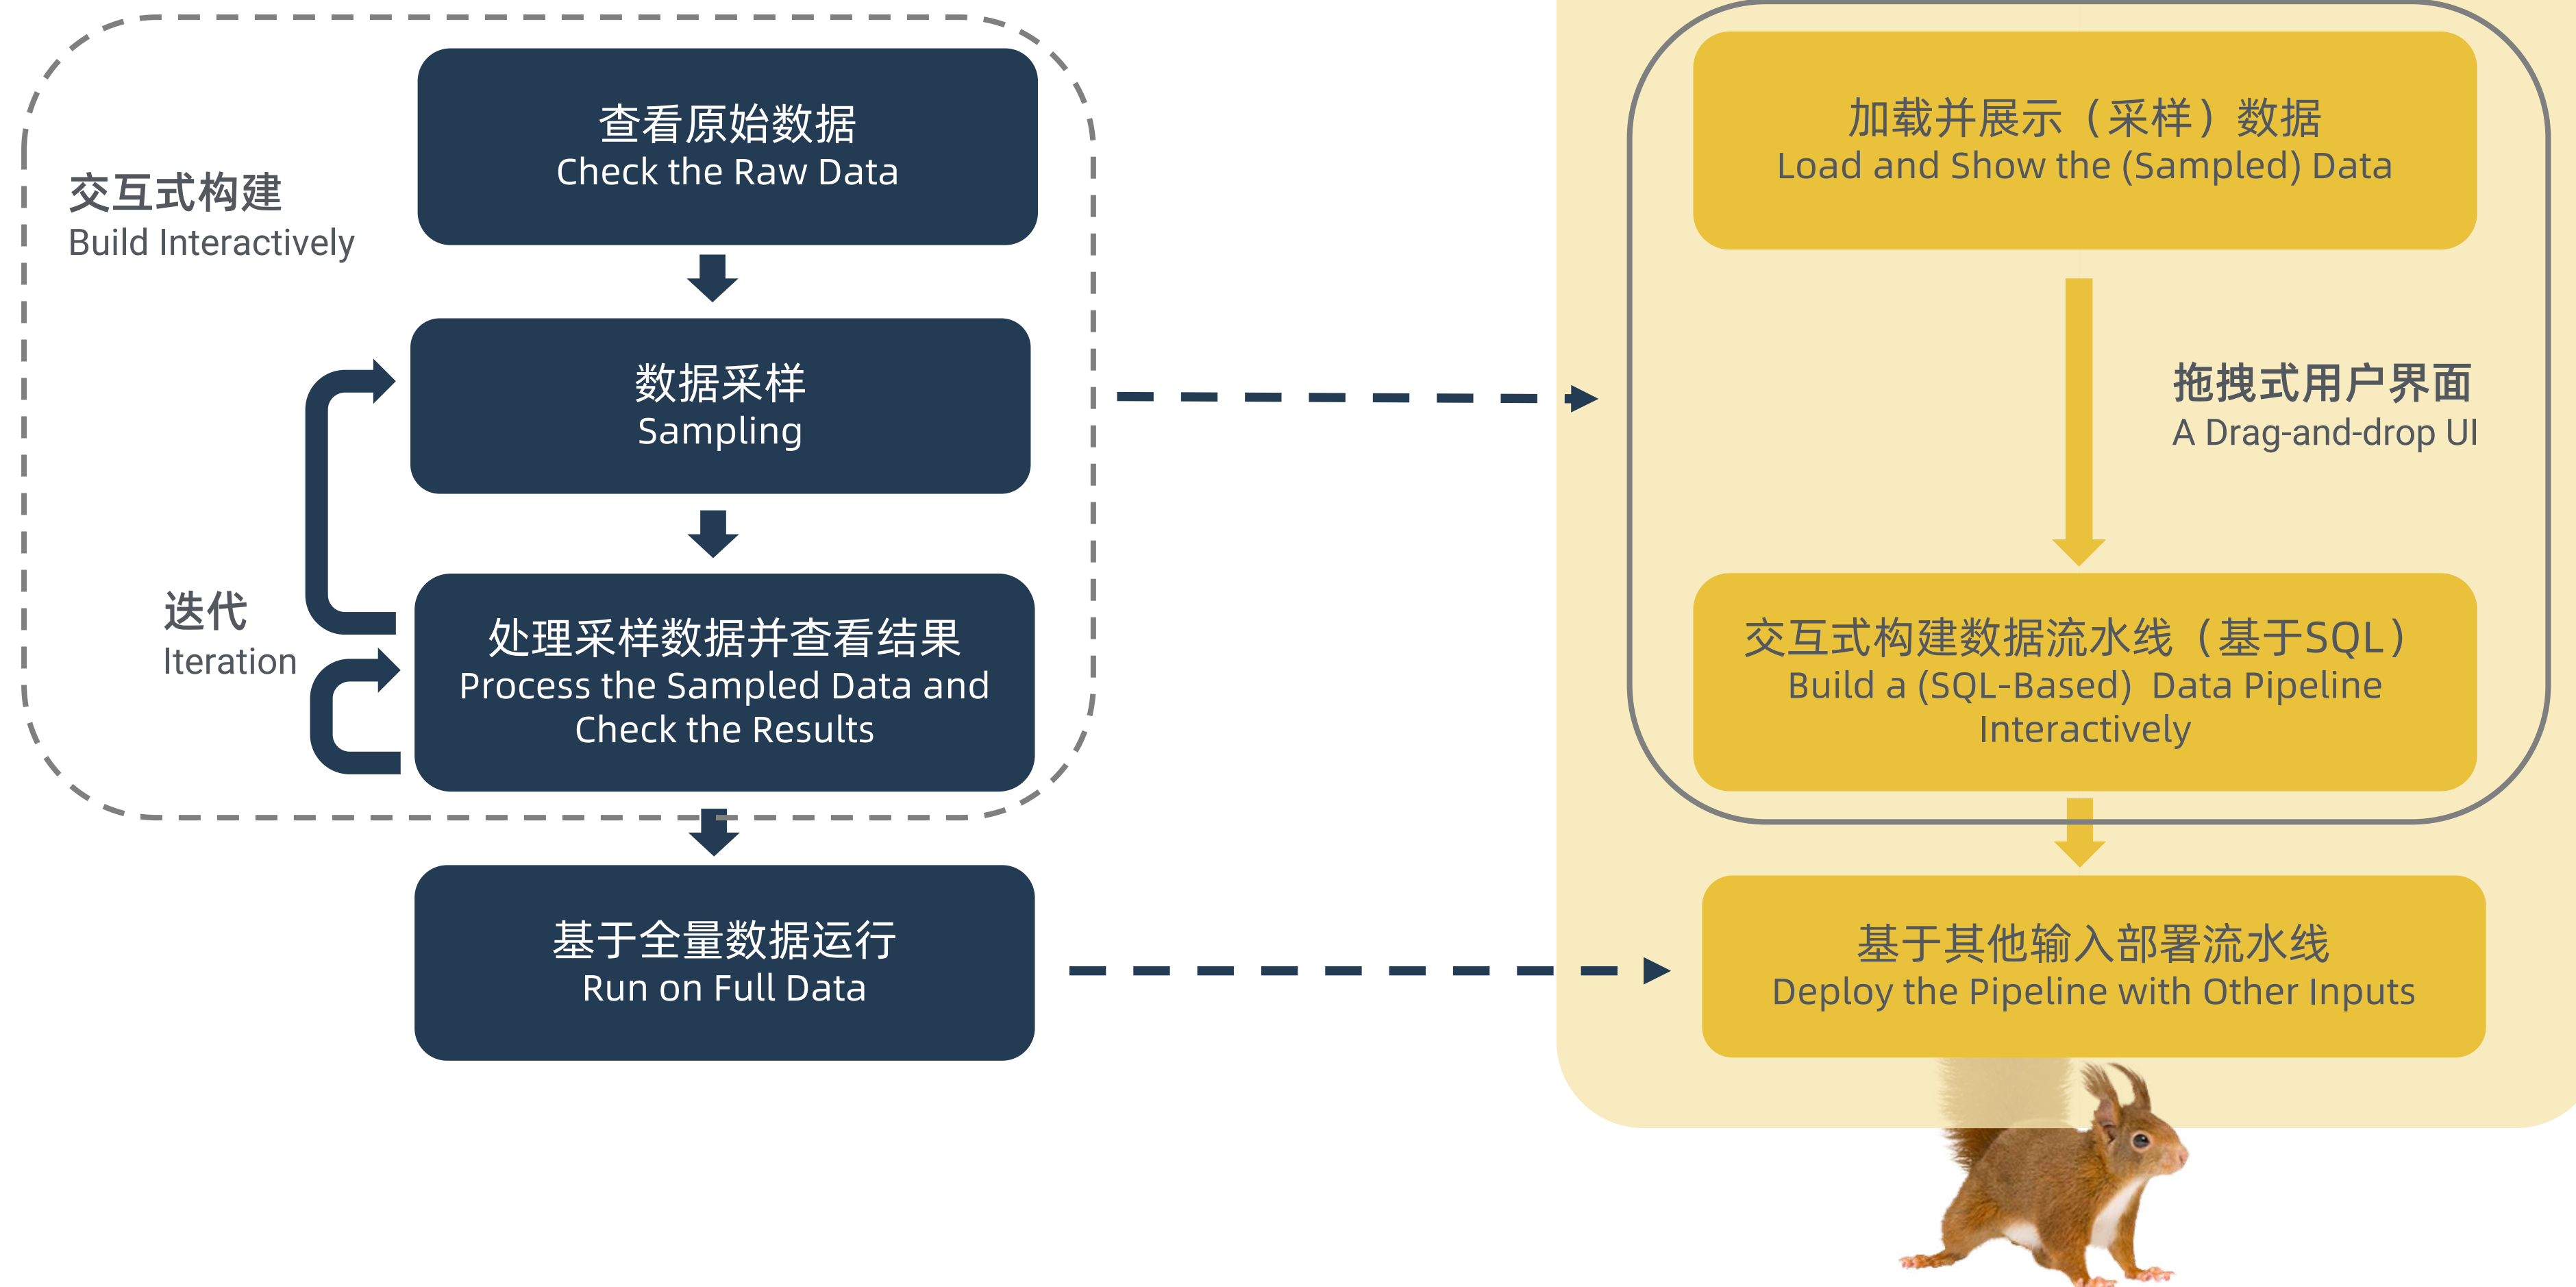 交互式构建
Build Interactively
查看原始数据
Check the Raw Data
数据采样
Sampling
迭代
Iteration
处理采样数据并查看结果
Process the Sampled Data and
Check the Results
基于全量数据运行
Run on Full Data
加载并展示（采样）数据
Load and Show the (Sampled) Data
拖拽式用户界面
A Drag-and-drop UI
交互式构建数据流水线（基于SQL）
Build a (SQL-Based) Data Pipeline
Interactively
基于其他输入部署流水线
Deploy the Pipeline with Other Inputs